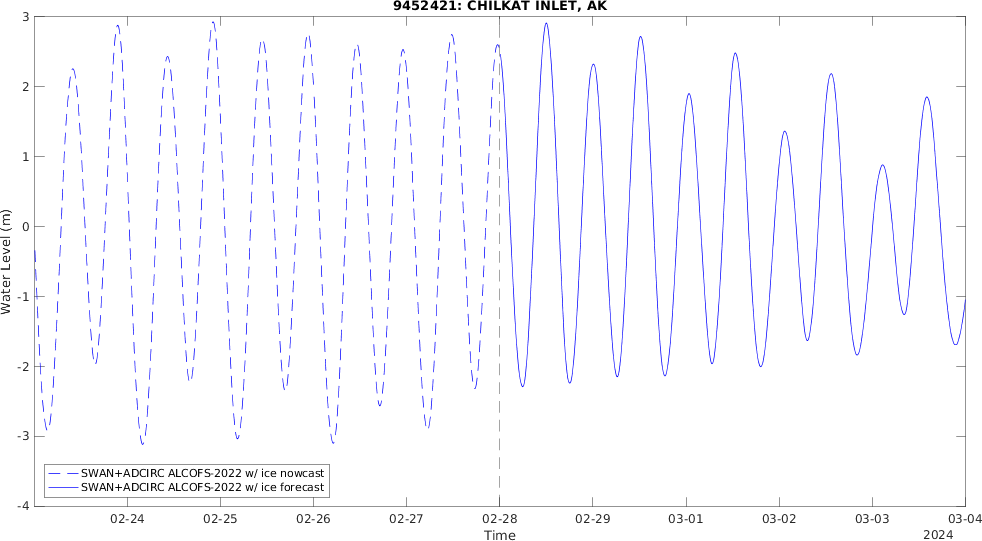 9452421: CHILKAT INLET, AK
3
2
1
0
-1
-2
-3
-4
Water Level (m)
SWAN+ADCIRC ALCOFS-2022 w/ ice nowcast
SWAN+ADCIRC ALCOFS-2022 w/ ice forecast
02-24 02-25 02-26 02-27 02-28 02-29 03-01 03-02 03-03 03-04
Time
2024